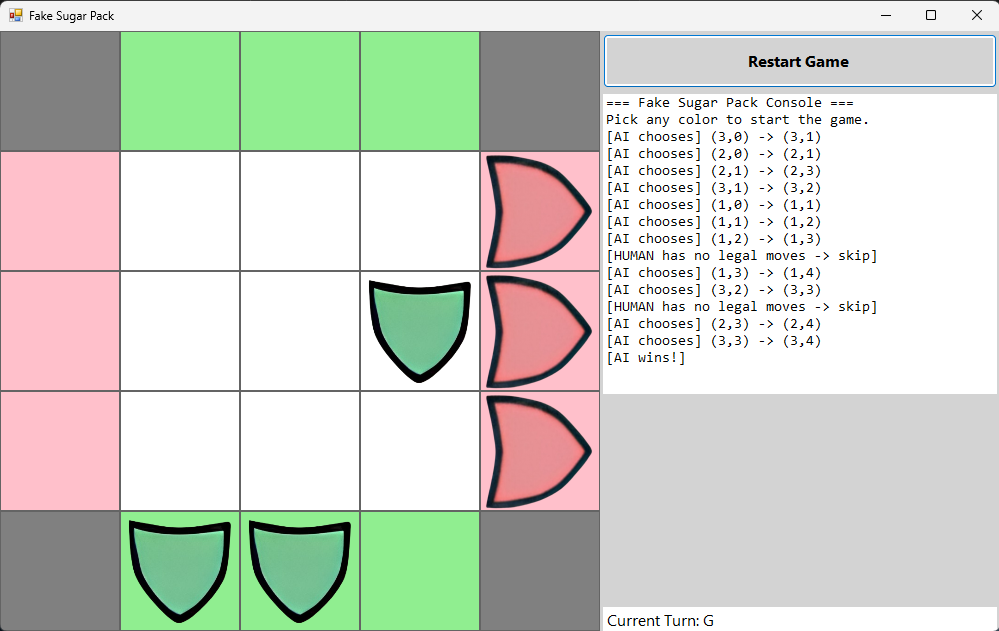 Fake Sugar Pack
Restart Game
=== Fake Sugar Pack Console ===
Pick any color to start the game.
[AI chooses] (3,0) -> (3,1)
[AI chooses] (2,0) -> (2,1)
[AI chooses] (2,1) -> (2,3)
[AI chooses] (3,1) -> (3,2)
[AI chooses] (1,0) -> (1,1)
[AI chooses] (1,1) -> (1,2)
[AI chooses] (1,2) -> (1,3)
[HUMAN has no legal moves -> skip]
[AI chooses] (1,3) -> (1,4)
[AI chooses] (3,2) -> (3,3)
[HUMAN has no legal moves -> skip]
[AI chooses] (2,3) -> (2,4)
[AI chooses] (3,3) -> (3,4)
[AI wins!]
Current Turn: G